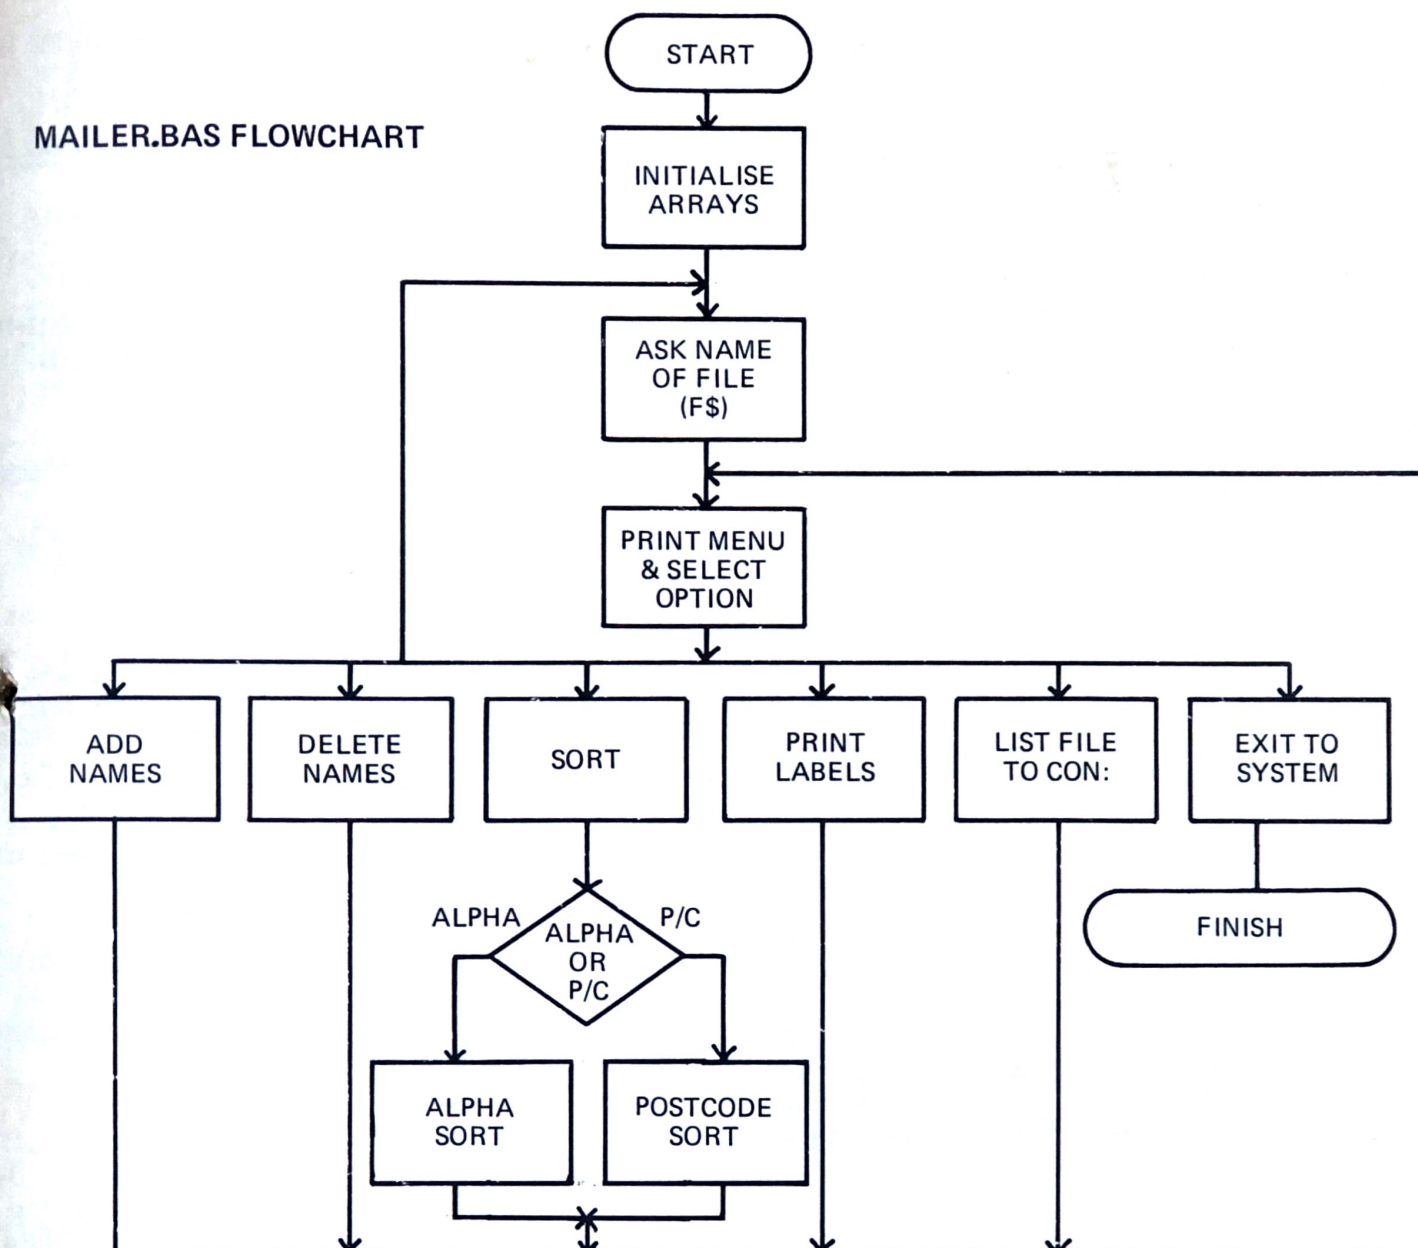 START
MAILER.BAS FLOWCHART
INITIALISE
ARRAYS
ASK NAME
OF FILE
(F$)
PRINT MENU
& SELECT
OPTION
ADD
NAMES
DELETE
NAMES
SORT
PRINT
LABELS
LIST FILE
TO CON:
EXIT TO
SYSTEM
ALPHA
P/C
ALPHA
OR
P/C
FINISH
ALPHA
SORT
POSTCODE
SORT